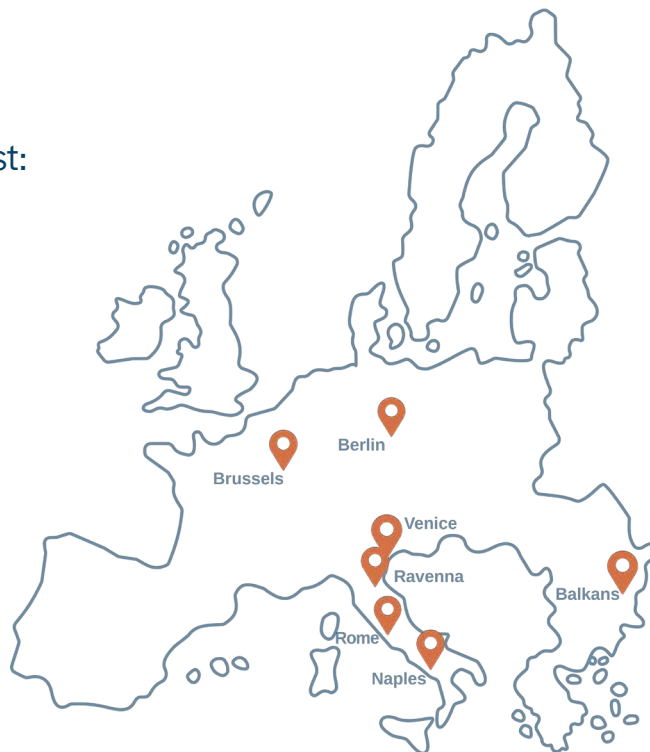 st:
Berlin
Brussels
Venice
Ravenna
Balkans
Rome
Naples